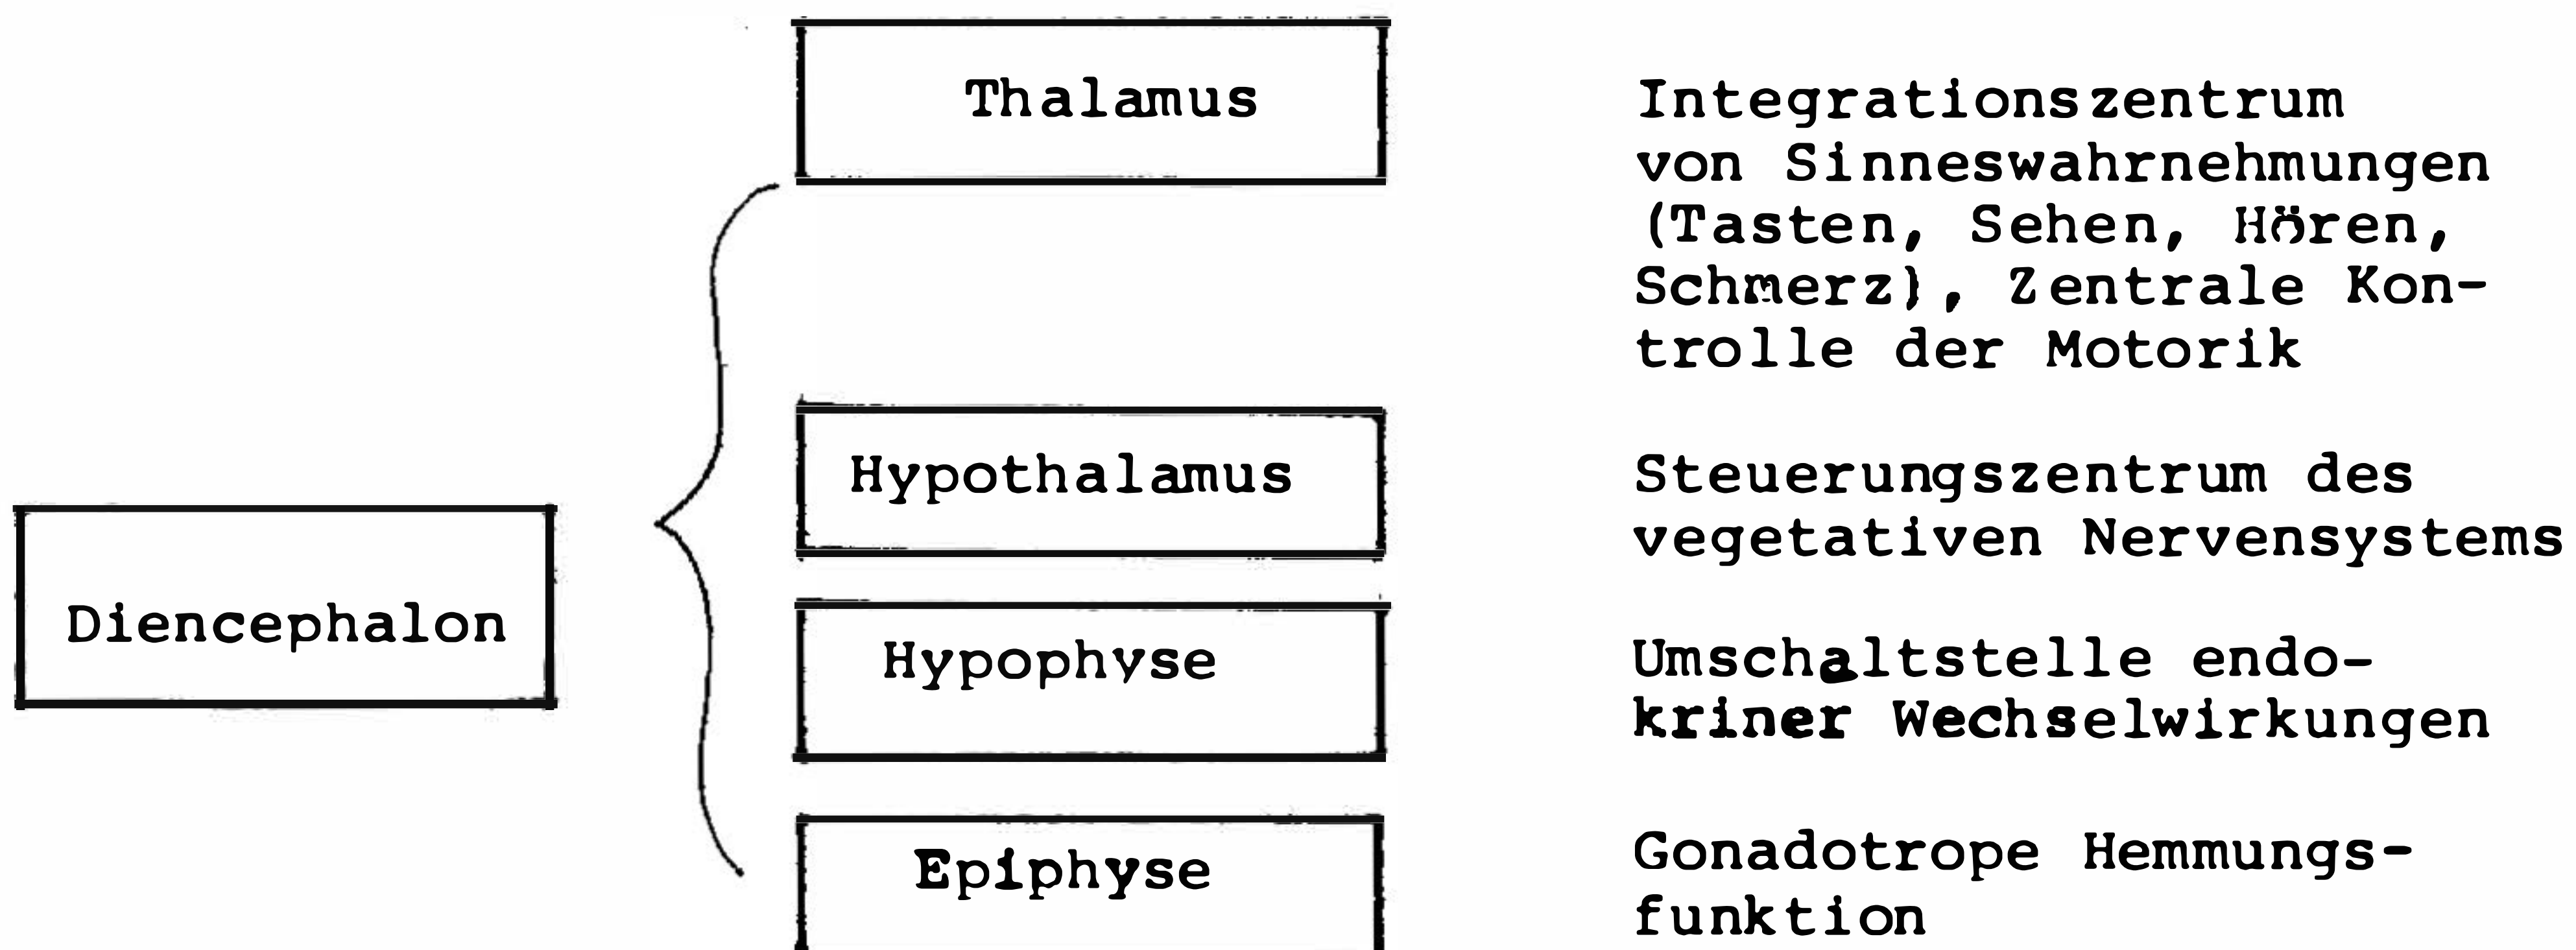 Thalamus
Integrationszentrum
von Sinneswahrnehmungen
(Tasten, Sehen, Hören,
Schmerz), Zentrale Kon-
trolle der Motorik
Hypothalamus
Steuerungszentrum des
vegetativen Nervensystems
Diencephalon
Hypophyse
Umschaltstelle endo-
kriner Wechselwirkungen
Epiphyse
Gonadotrope Hemmungs-
funktion